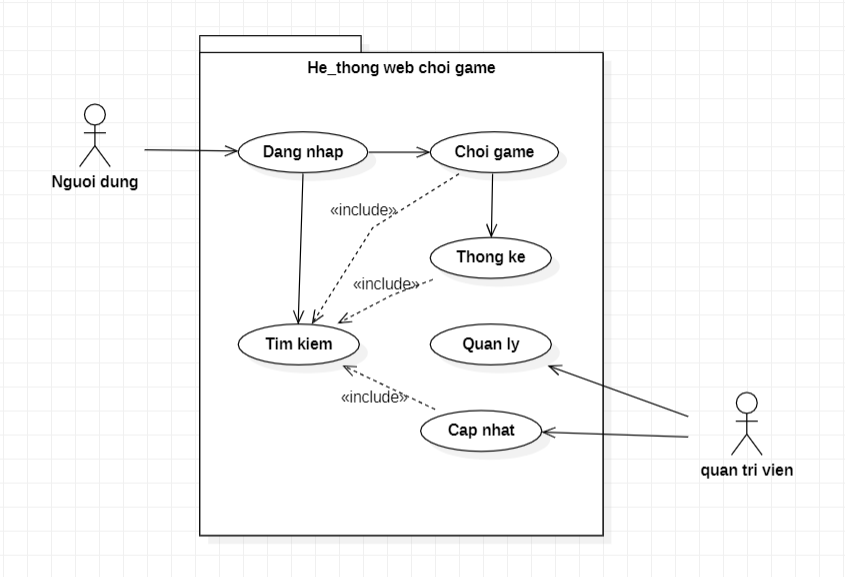 He_thong web choi game
Dang nhap
Choi game
Nguoi dung
«include»
Thong ke
«include»
Tim kiem
Quan ly
«include»
Cap nhat
quan tri vien